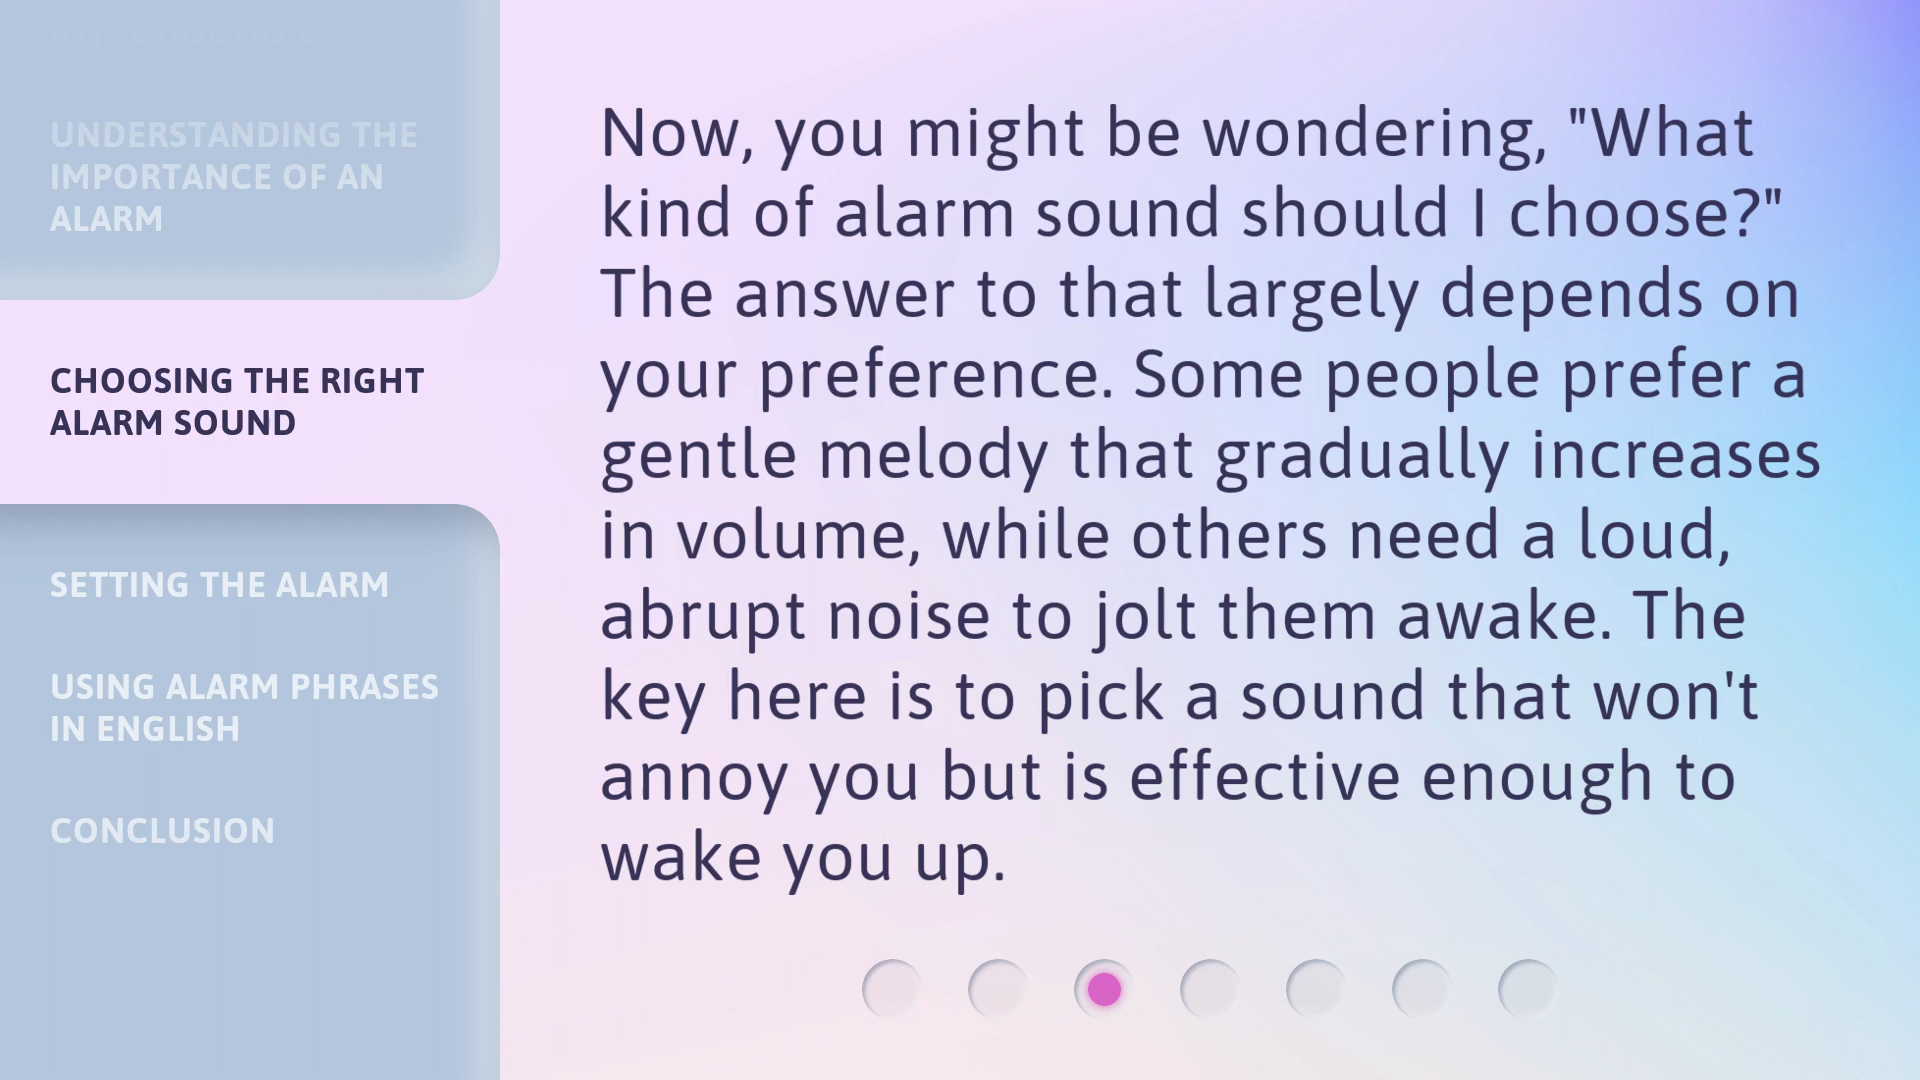 INTRODUCTION
UNDERSTANDING THE
IMPORTANCE OF AN
ALARM
CHOOSING THE RIGHT
ALARM SOUND
SETTING THE ALARM
USING ALARM PHRASES
IN ENGLISH
CONCLUSION
Now, you might be wondering, "What
kind of alarm sound should I choose?"
The answer to that largely depends on
your preference. Some people prefer a
gentle melody that gradually increases
in volume, while others need a loud,
abrupt noise to jolt them awake. The
key here is to pick a sound that won't
annoy you but is effective enough to
wake you up.